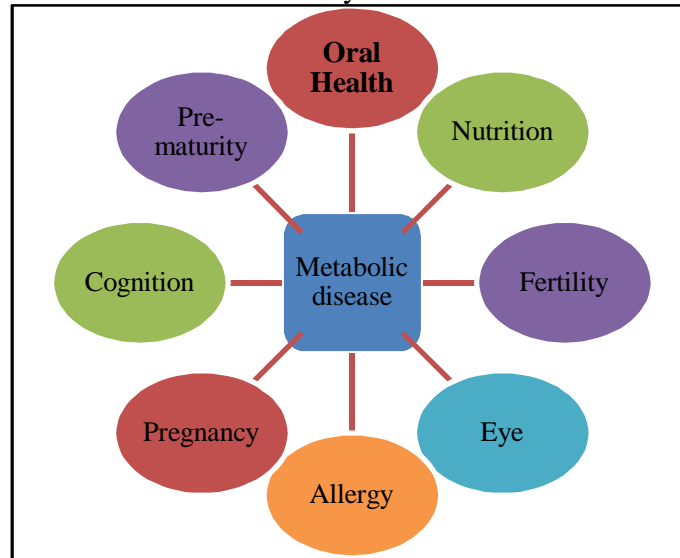 Oral
Health
Pre-
maturity
Nutrition
Metabolic
disease
Cognition
Fertility
Pregnancy
Eye
Allergy